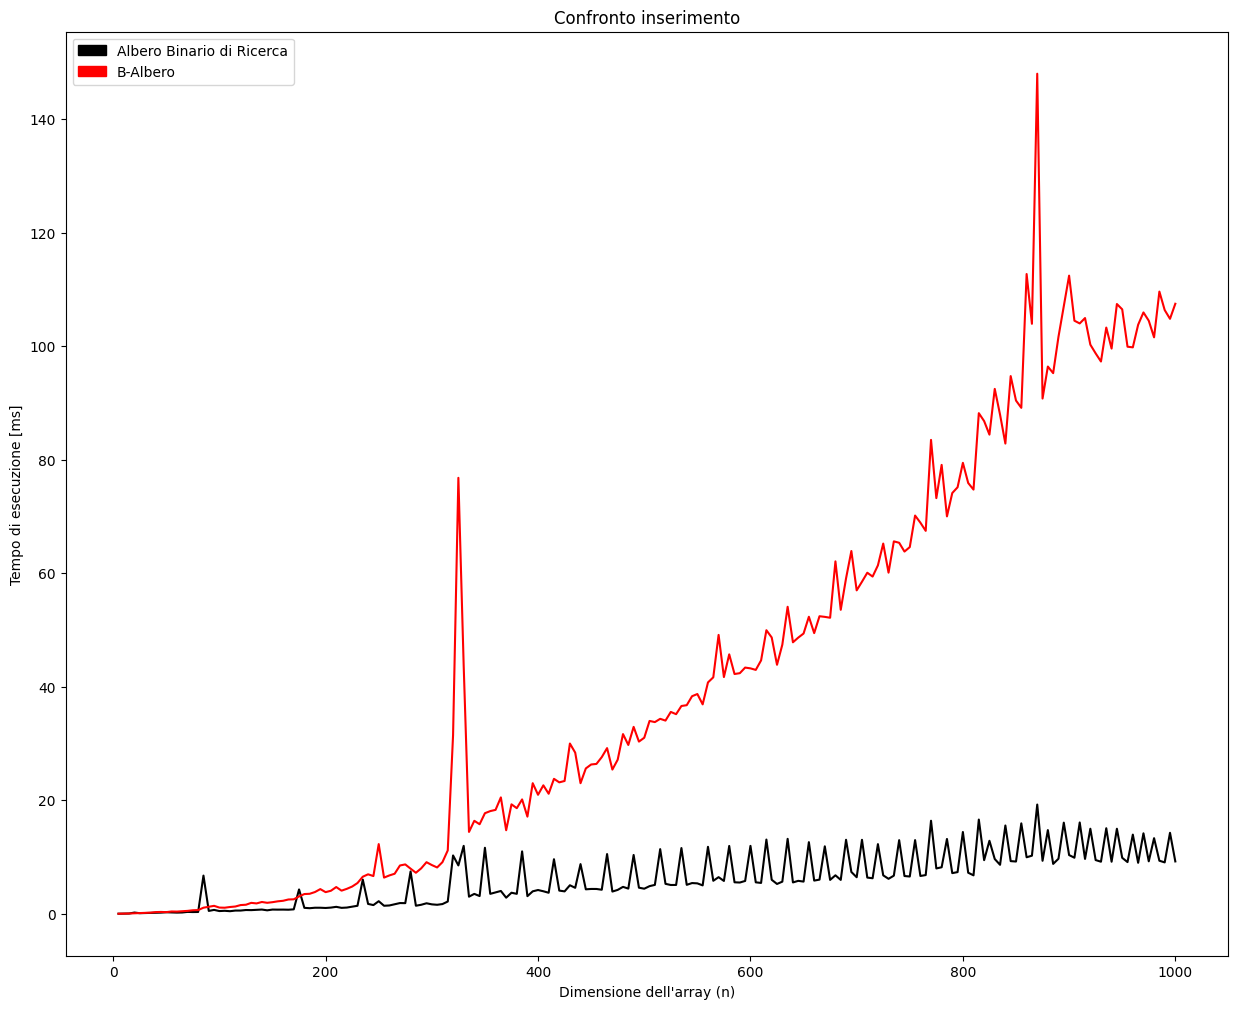 Confronto inserimento
Albero Binario di Ricerca
B-Albero
Tempo di esecuzione [ms]
140
120
100
80
60
40
20
0
0 200 400 600 800 1000
Dimensione dell'array (n)